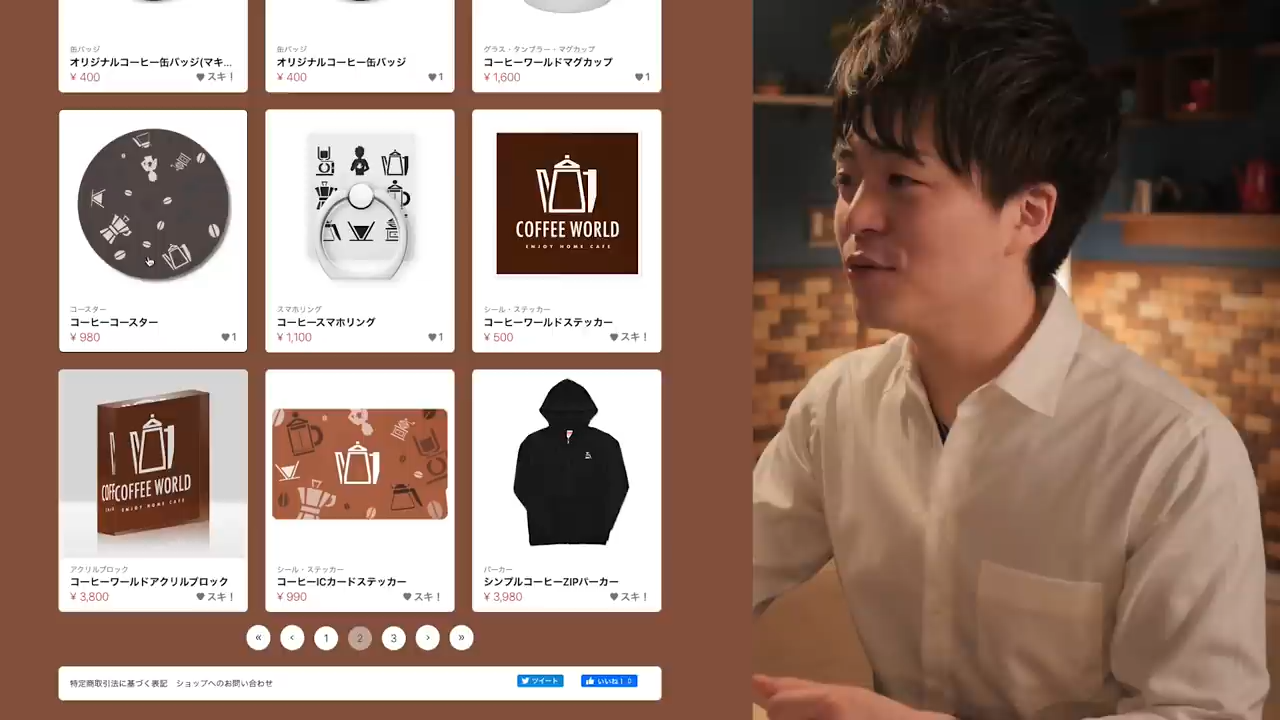 缶バッジ
オリジナルコーヒー缶バッジ(マキ...
¥ 400
スキ！
缶バッジ
オリジナルコーヒー缶バッジ
¥ 400
1
グラス・タンブラー・マグカップ
コーヒーワールドマグカップ
¥ 1,600
1
COFFEE WORLD
ENJOY HOME CAFE
コースター
コーヒーコースター
¥ 980
1
スマホリング
コーヒースマホリング
¥ 1,100
1
シール・ステッカー
コーヒーワールドステッカー
¥ 500
スキ！
COFFEE WORLD
ENJOY HOME CAFE
アクリルブロック
コーヒーワールドアクリルブロック
¥ 3,800
スキ！
シール・ステッカー
コーヒーICカードステッカー
¥ 990
スキ！
パーカー
シンプルコーヒーZIPパーカー
¥ 3,980
スキ！
« ‹ 1 2 3 › »
特定商取引法に基づく表記 ショップへのお問い合わせ
ツイート
いいね！ 0